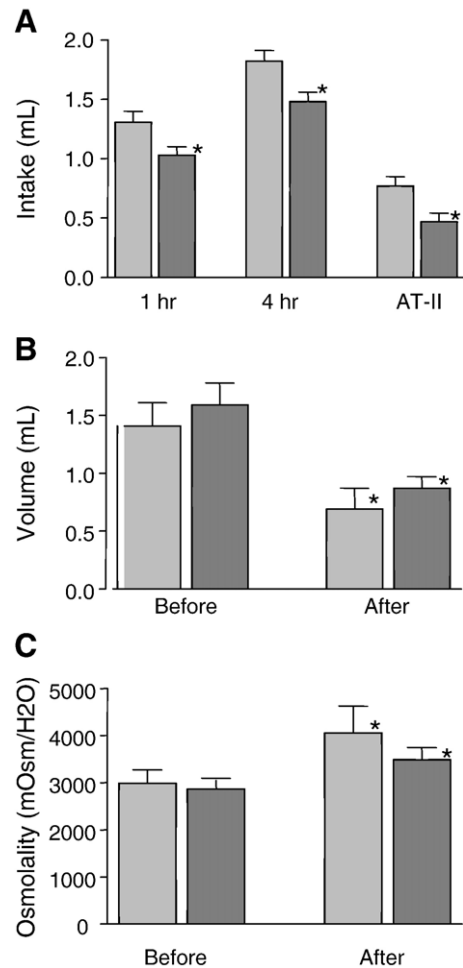 A
Intake (mL)
2.0
1.5
1.0
0.5
0.0
*
*
*
1 hr 4 hr AT-II
B
Volume (mL)
2.0
1.5
1.0
0.5
0.0
*
*
Before After
C
Osmolality (mOsm/H2O)
5000
4000
3000
2000
1000
0
*
*
Before After